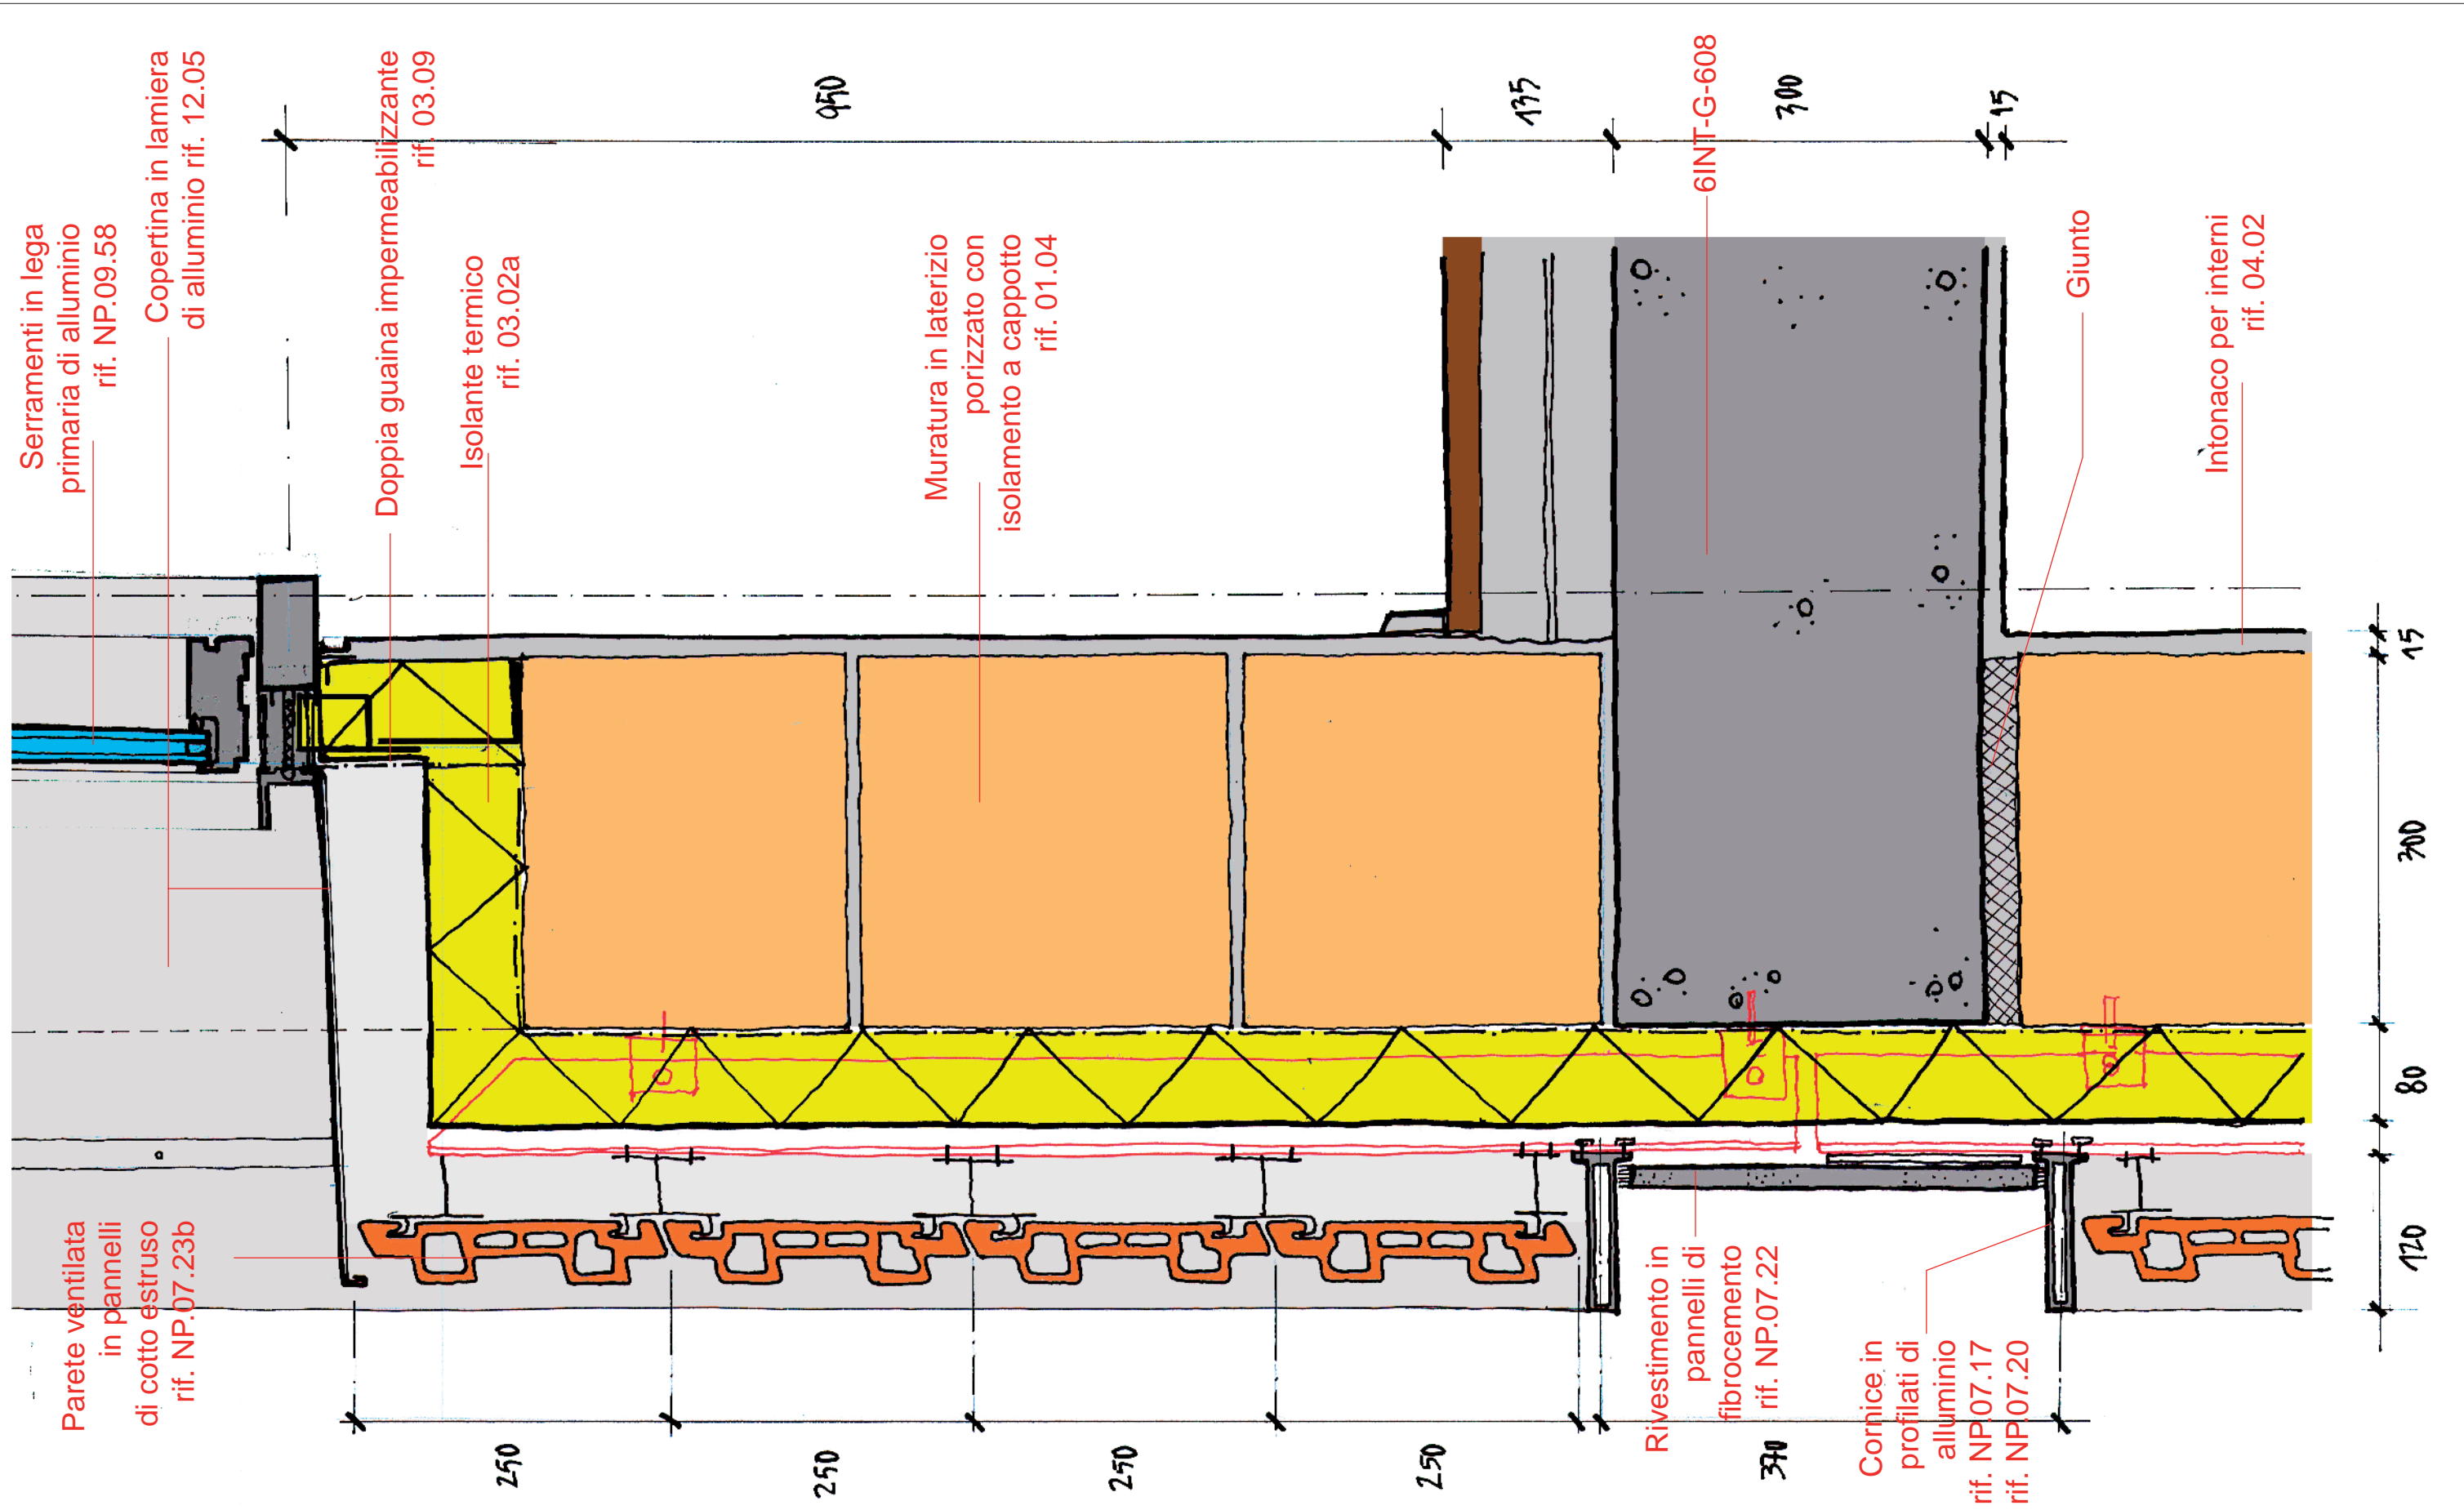 Serramenti in lega
primaria di alluminio
rif. NP.09.58
Copertina in lamiera
di alluminio rif. 12.05
Doppia guaina impermeabilizzante
rif. 03.09
Isolante termico
rif. 03.02a
Muratura in laterizio
porizzato con
isolamento a cappotto
rif. 01.04
6INT-G-608
Giunto
Intonaco per interni
rif. 04.02
950
135
300
15
15
300
80
120
Parete ventilata
in pannelli
di cotto estruso
rif. NP.07.23b
Rivestimento in
pannelli di
fibrocemento
rif. NP.07.22
Cornice in
profilati di
alluminio
rif. NP.07.17
rif. NP.07.20
250
250
250
250
370